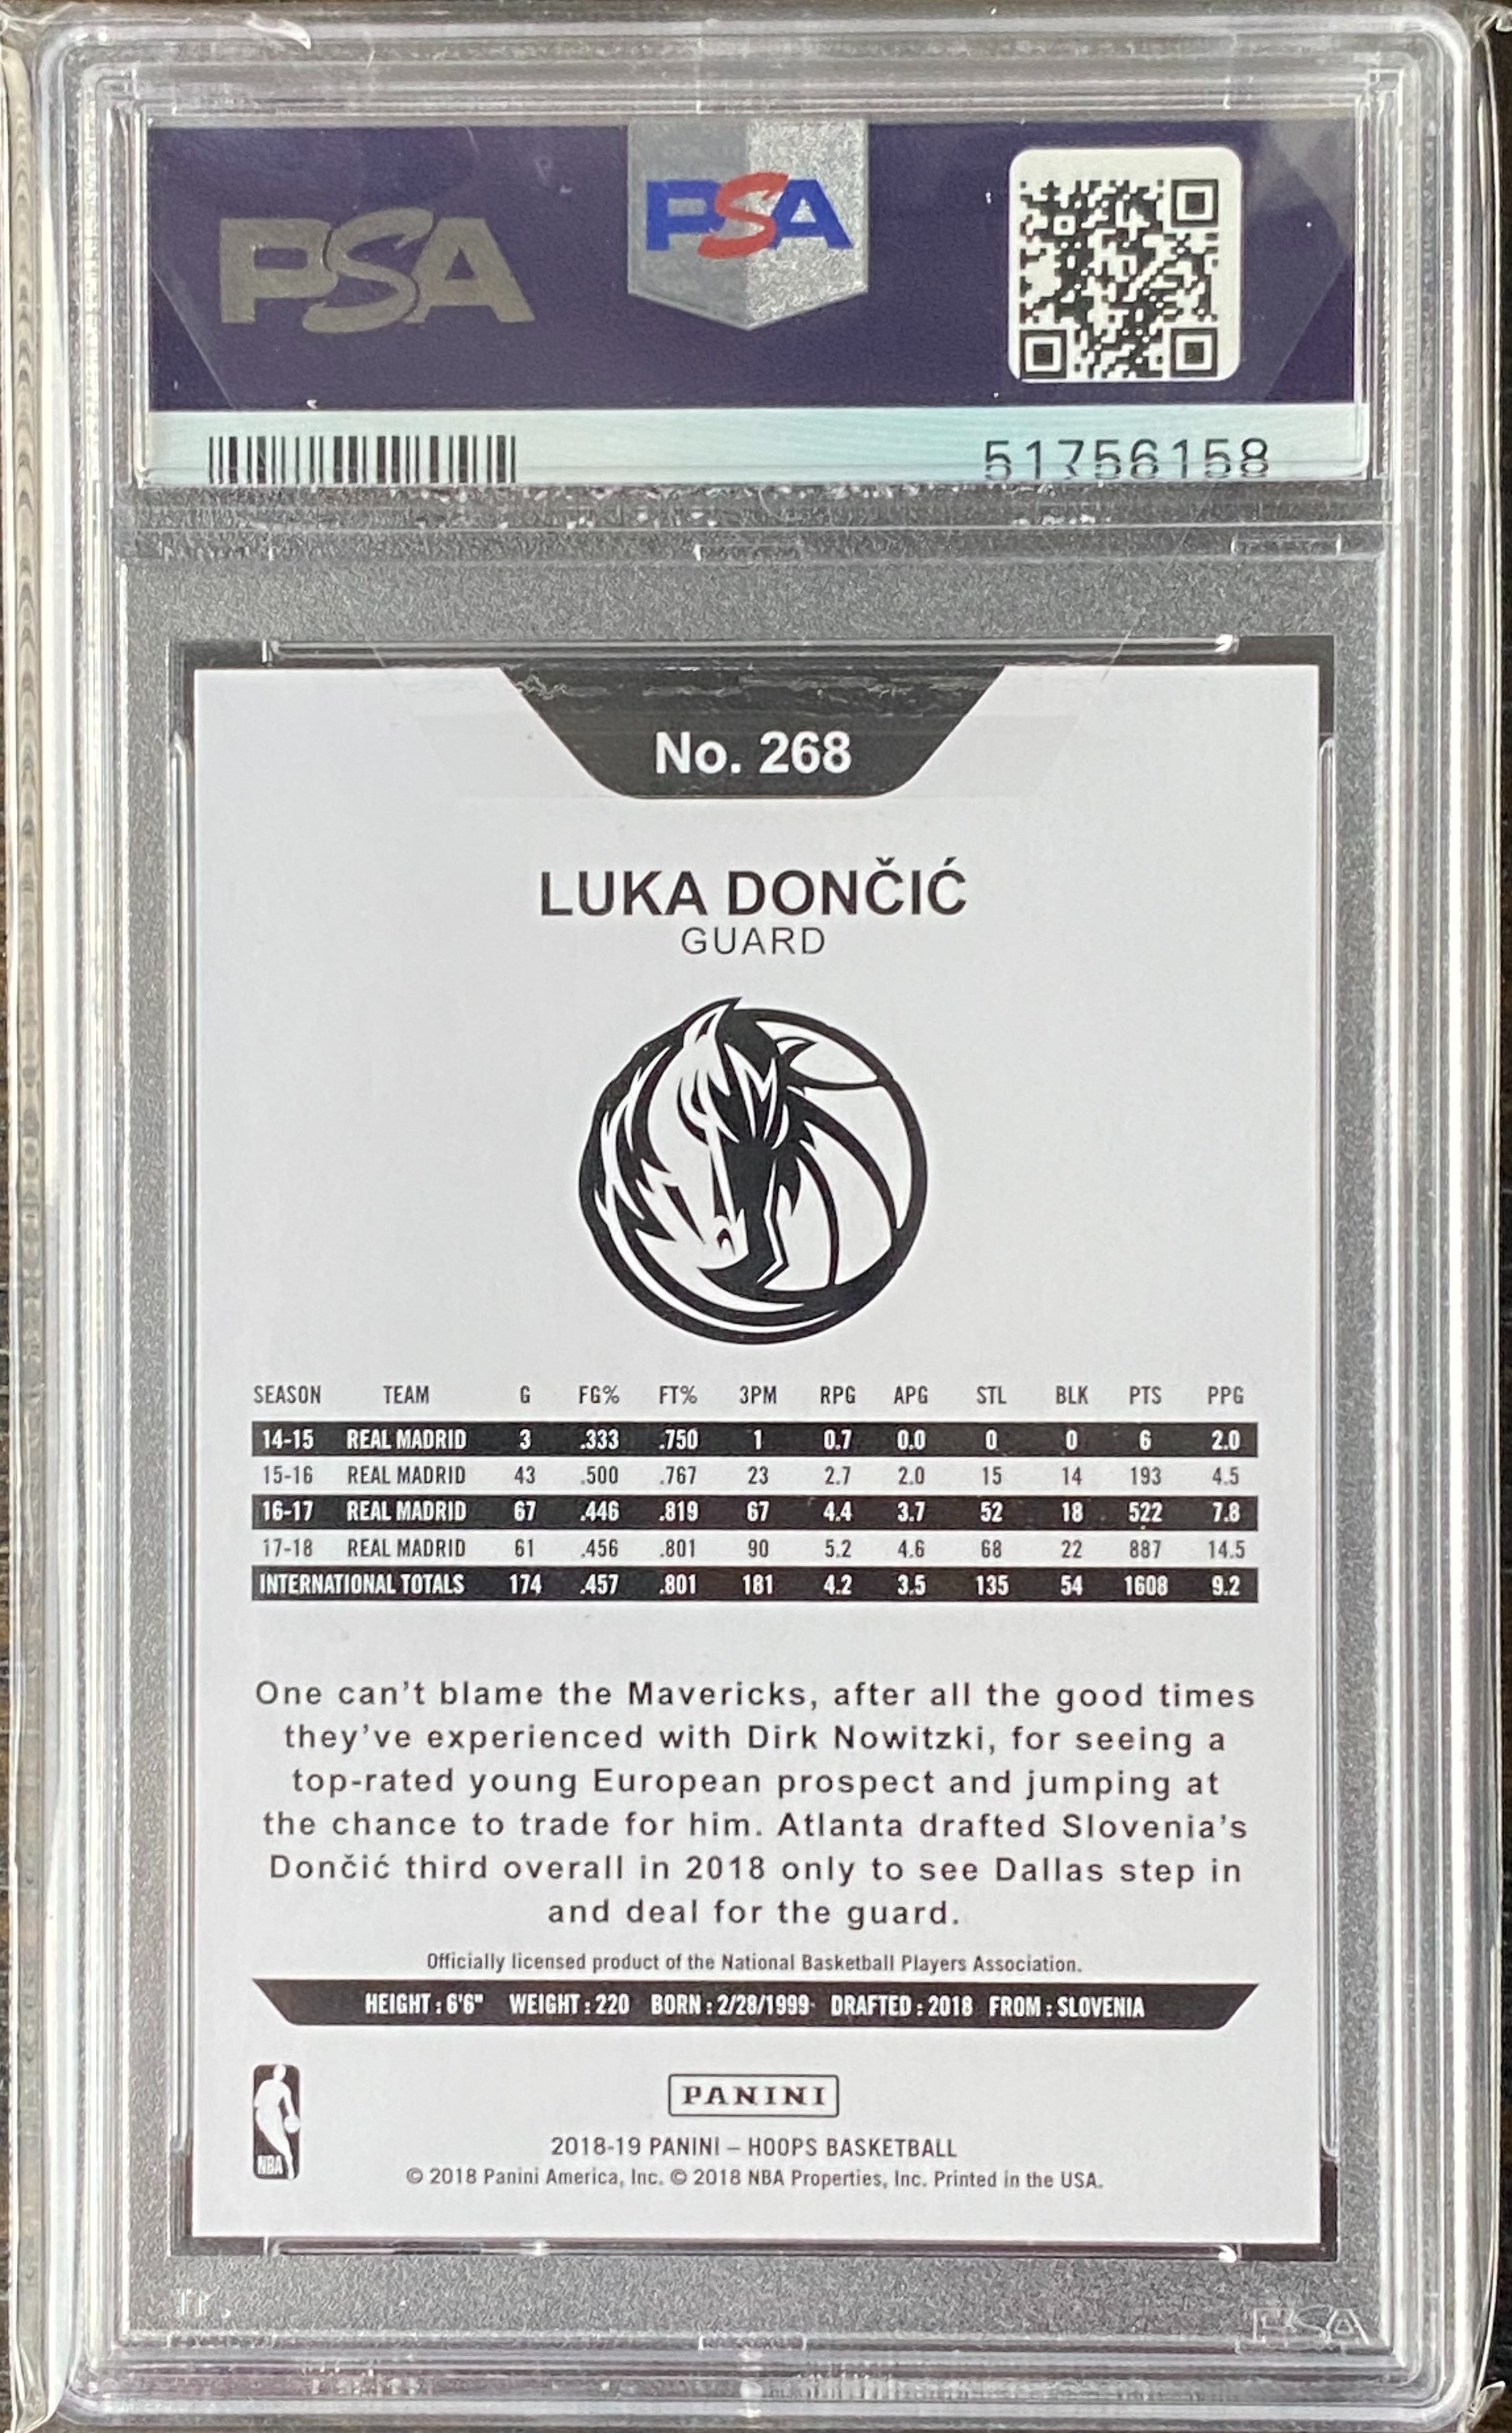 PSA PSA
51756158
No. 268
LUKA DONČIĆ
GUARD
SEASON TEAM G FG% FT% 3PM RPG APG STL BLK PTS PPG
14-15 REAL MADRID 3 .333 .750 1 0.7 0.0 0 0 6 2.0
15-16 REAL MADRID 43 .500 .767 23 2.7 2.0 15 14 193 4.5
16-17 REAL MADRID 67 .446 .819 67 4.4 3.7 52 18 522 7.8
17-18 REAL MADRID 61 .456 .801 90 5.2 4.6 68 22 887 14.5
INTERNATIONAL TOTALS 174 .457 .801 181 4.2 3.5 135 54 1608 9.2
One can't blame the Mavericks, after all the good times
they've experienced with Dirk Nowitzki, for seeing a
top-rated young European prospect and jumping at
the chance to trade for him. Atlanta drafted Slovenia's
Dončić third overall in 2018 only to see Dallas step in
and deal for the guard.
Officially licensed product of the National Basketball Players Association.
HEIGHT : 6'6" WEIGHT : 220 BORN : 2/28/1999 DRAFTED : 2018 FROM : SLOVENIA
NBA
PANINI
2018-19 PANINI – HOOPS BASKETBALL
© 2018 Panini America, Inc. © 2018 NBA Properties, Inc. Printed in the USA.
PSA